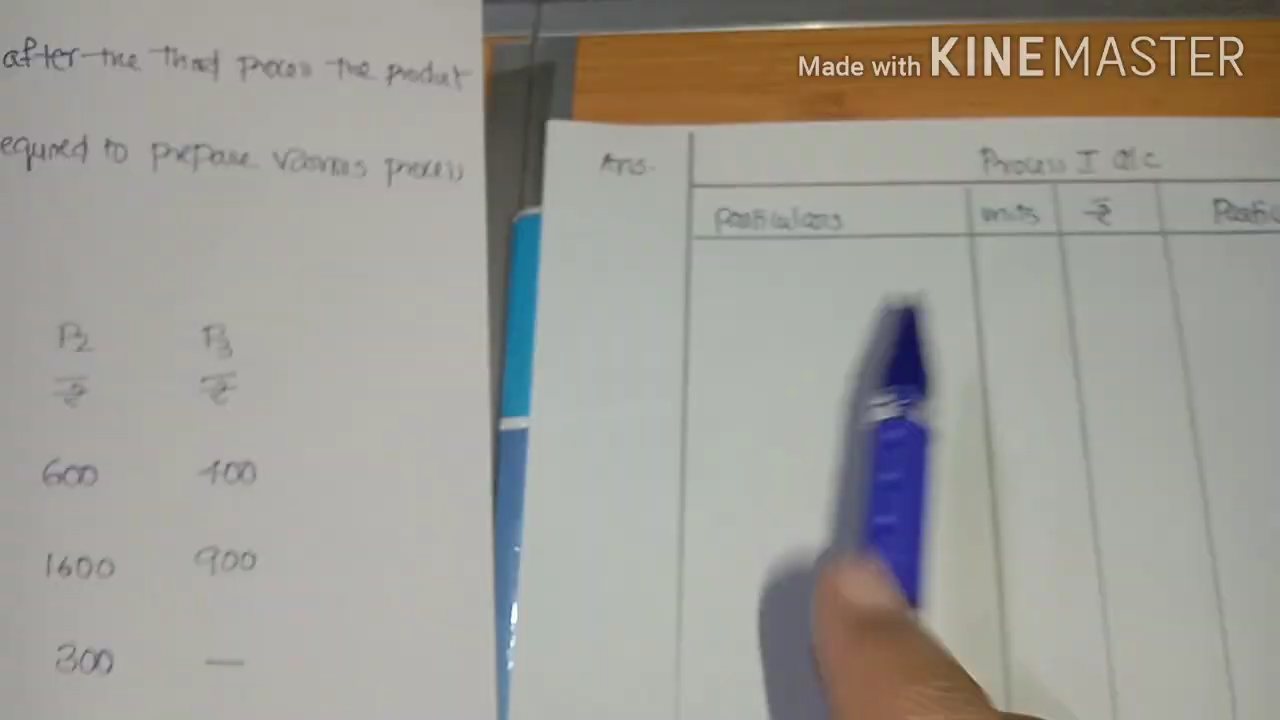 after the third process the product
equired to prepare various process
P2 P3
₹ ₹
600 400
1600 900
300 —
Made with KINEMASTER
Ans.
Process I a/c
Particulars units ₹